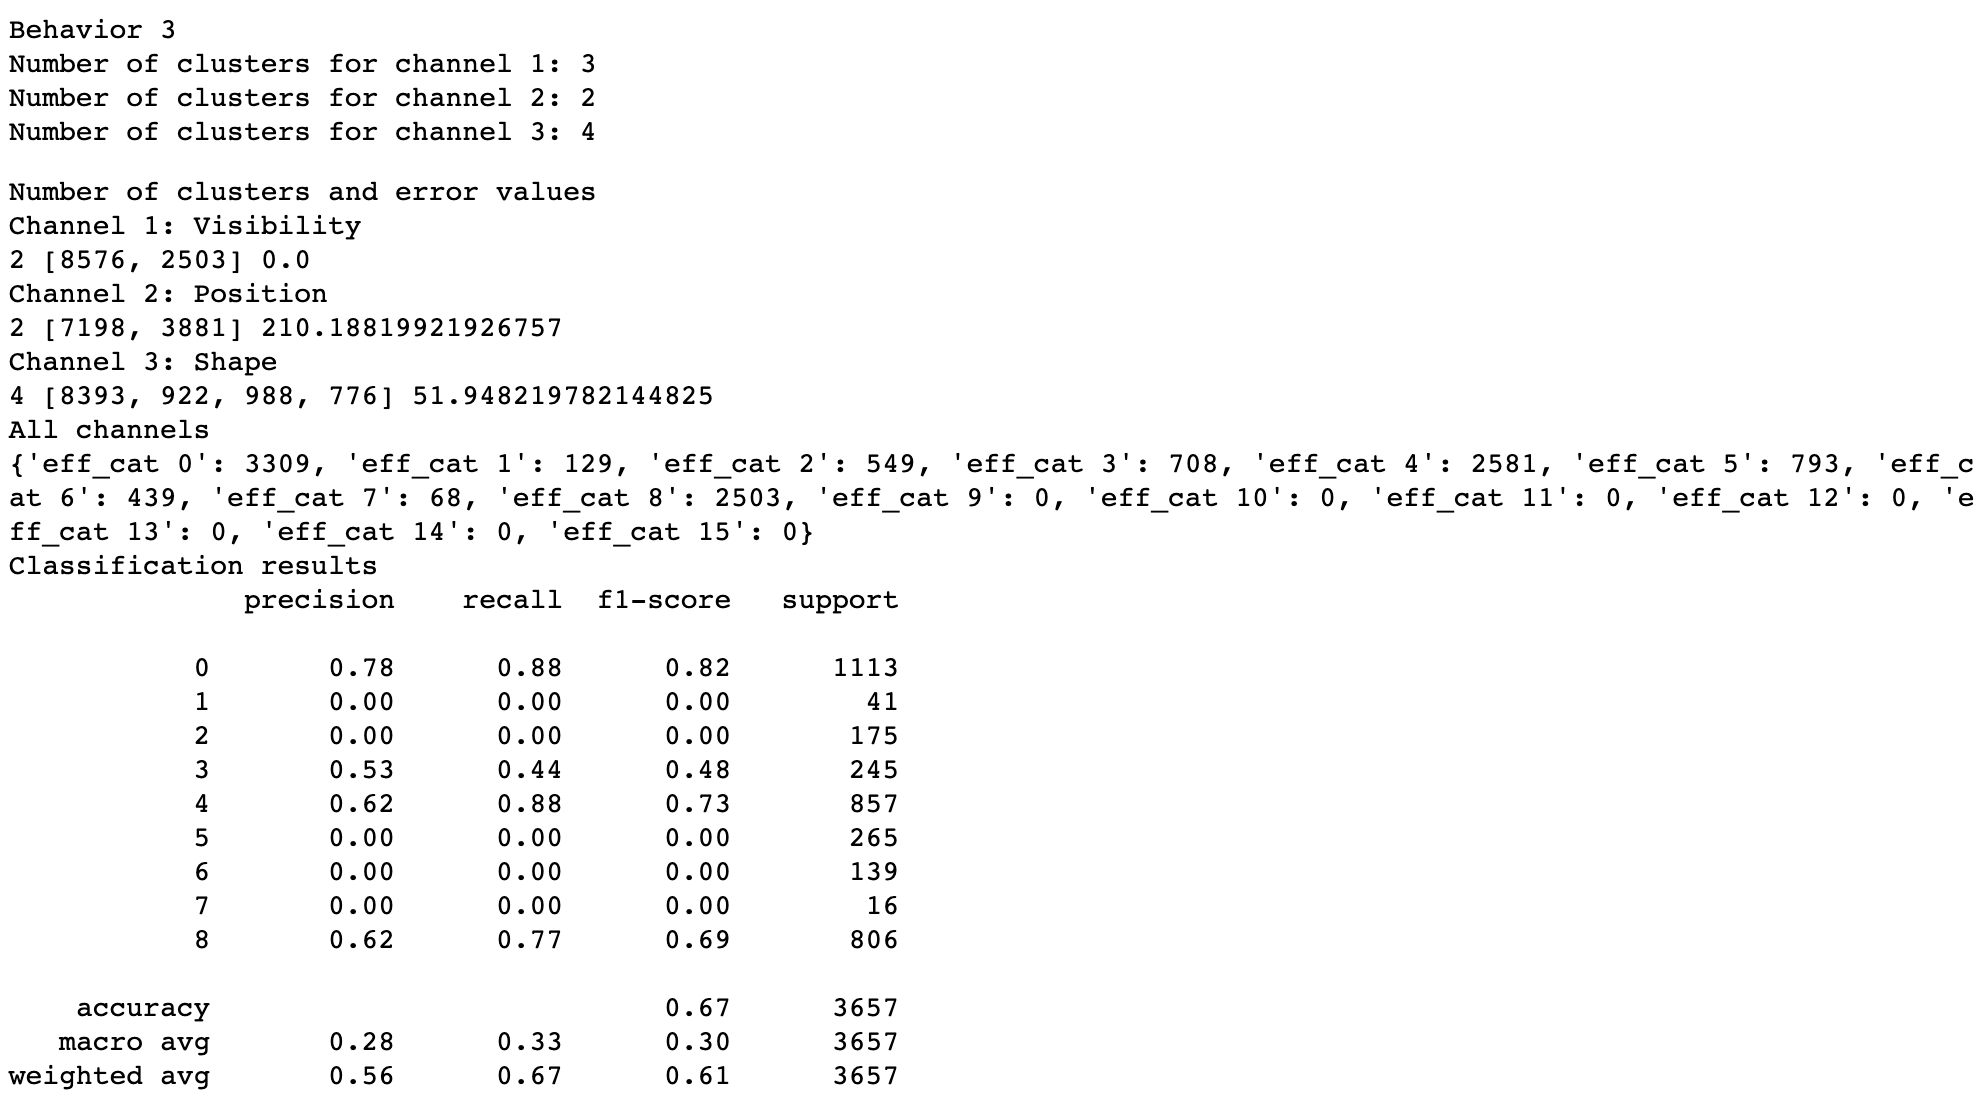 Behavior 3
Number of clusters for channel 1: 3
Number of clusters for channel 2: 2
Number of clusters for channel 3: 4
Number of clusters and error values
Channel 1: Visibility
2 [8576, 2503] 0.0
Channel 2: Position
2 [7198, 3881] 210.18819921926757
Channel 3: Shape
4 [8393, 922, 988, 776] 51.948219782144825
All channels
{'eff_cat 0': 3309, 'eff_cat 1': 129, 'eff_cat 2': 549, 'eff_cat 3': 708, 'eff_cat 4': 2581, 'eff_cat 5': 793, 'eff_c
at 6': 439, 'eff_cat 7': 68, 'eff_cat 8': 2503, 'eff_cat 9': 0, 'eff_cat 10': 0, 'eff_cat 11': 0, 'eff_cat 12': 0, 'e
ff_cat 13': 0, 'eff_cat 14': 0, 'eff_cat 15': 0}
Classification results
precision recall f1-score support
0 0.78 0.88 0.82 1113
1 0.00 0.00 0.00 41
2 0.00 0.00 0.00 175
3 0.53 0.44 0.48 245
4 0.62 0.88 0.73 857
5 0.00 0.00 0.00 265
6 0.00 0.00 0.00 139
7 0.00 0.00 0.00 16
8 0.62 0.77 0.69 806
accuracy 0.67 3657
macro avg 0.28 0.33 0.30 3657
weighted avg 0.56 0.67 0.61 3657